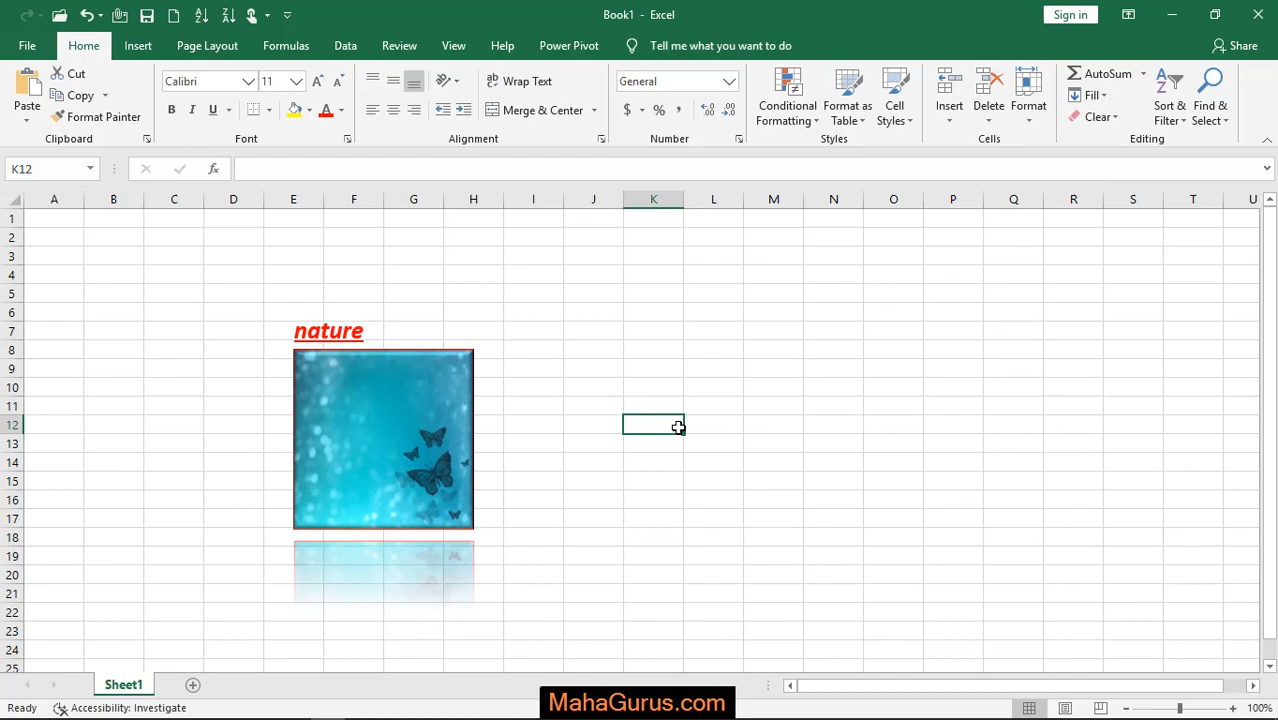 Book1 - Excel
Sign in
File Home Insert Page Layout Formulas Data Review View Help Power Pivot Tell me what you want to do Share
Paste
Cut
Copy
Format Painter
Clipboard
Calibri 11
B I U A
Font
Wrap Text
Merge & Center
Alignment
General
$ % ,
Number
Conditional Formatting
Format as Table
Cell Styles
Styles
Insert
Delete
Format
Cells
AutoSum
Fill
Clear
Sort & Filter
Find & Select
Editing
K12 fx
A B C D E F G H I J K L M N O P Q R S T U
1
2
3
4
5
6
7 nature
8
9
10
11
12
13
14
15
16
17
18
19
20
21
22
23
24
25
Sheet1
Ready Accessibility: Investigate MahaGurus.com 100%